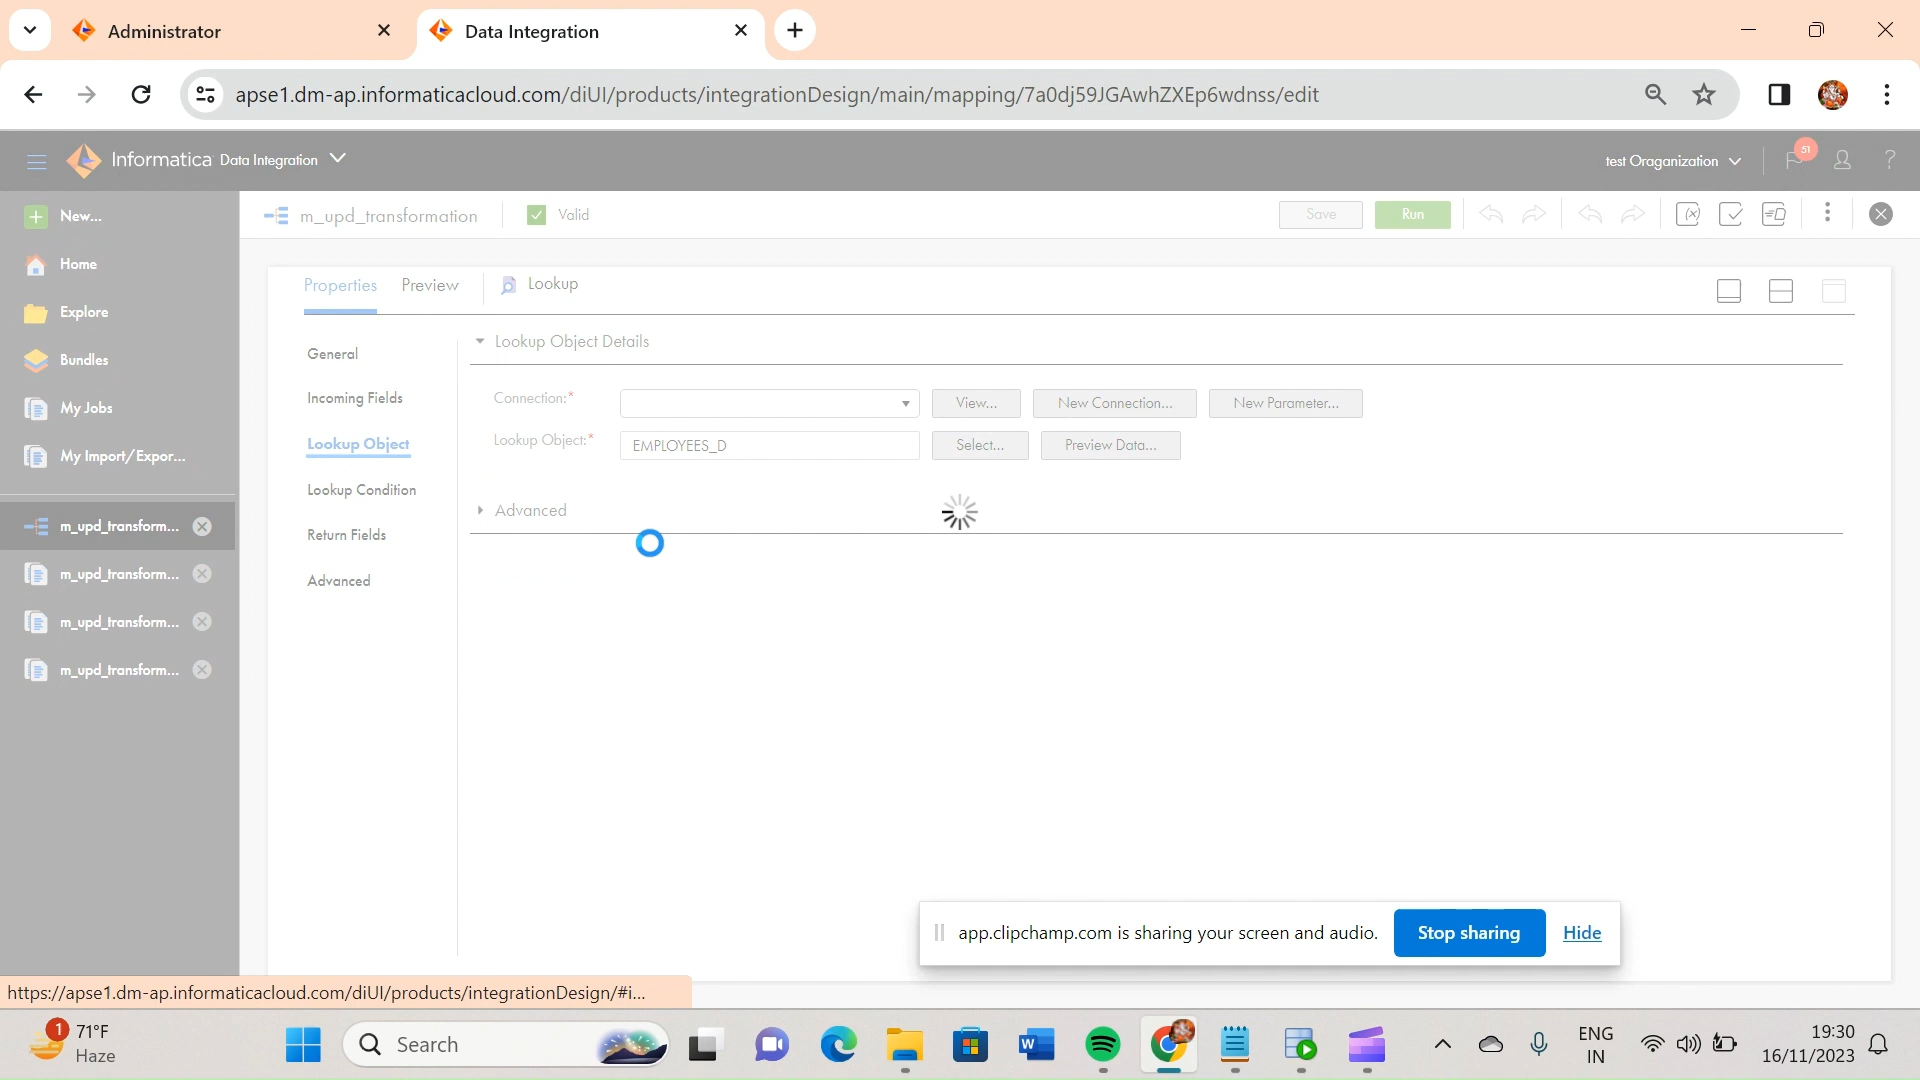 Administrator
Data Integration
apse1.dm-ap.informaticacloud.com/diUI/products/integrationDesign/main/mapping/7a0dj59JGAwhZXEp6wdnss/edit
Informatica Data Integration
test Oraganization
51
?
New...
m_upd_transformation
Valid
Save
Run
Home
Explore
Bundles
My Jobs
My Import/Expor...
m_upd_transform...
m_upd_transform...
m_upd_transform...
m_upd_transform...
Properties
Preview
Lookup
General
Incoming Fields
Lookup Object
Lookup Condition
Return Fields
Advanced
Lookup Object Details
Connection:*
View...
New Connection...
New Parameter...
Lookup Object:*
EMPLOYEES_D
Select...
Preview Data...
Advanced
app.clipchamp.com is sharing your screen and audio.
Stop sharing
Hide
https://apse1.dm-ap.informaticacloud.com/diUI/products/integrationDesign/#i...
1
71°F
Haze
Search
ENG
IN
19:30
16/11/2023